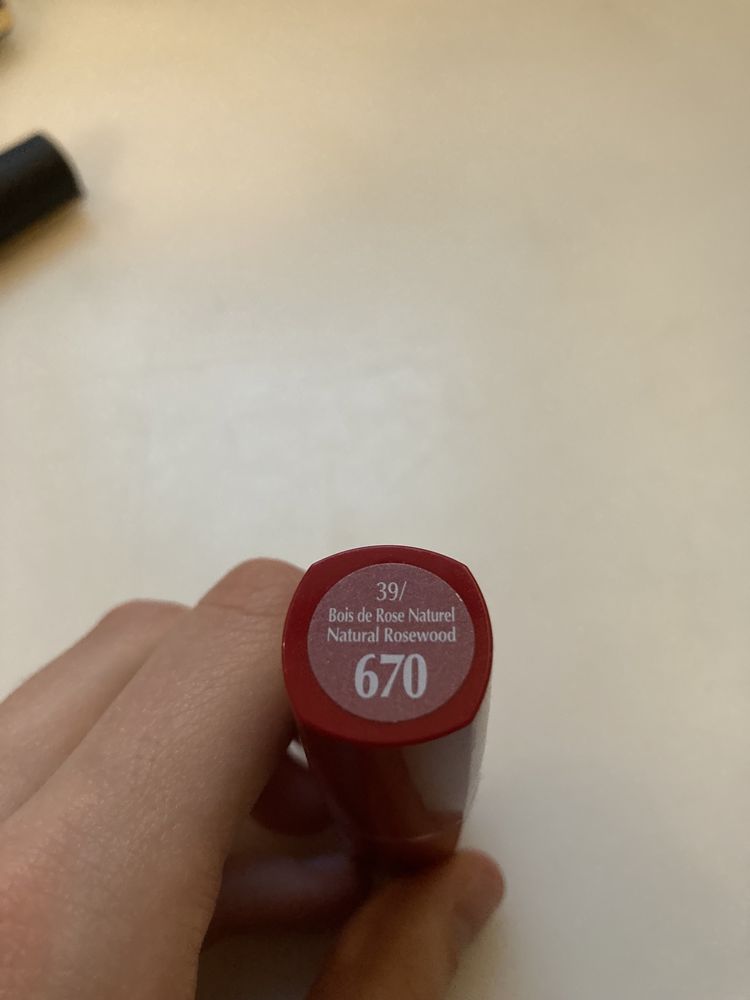 39/
Bois de Rose Naturel
Natural Rosewood
670